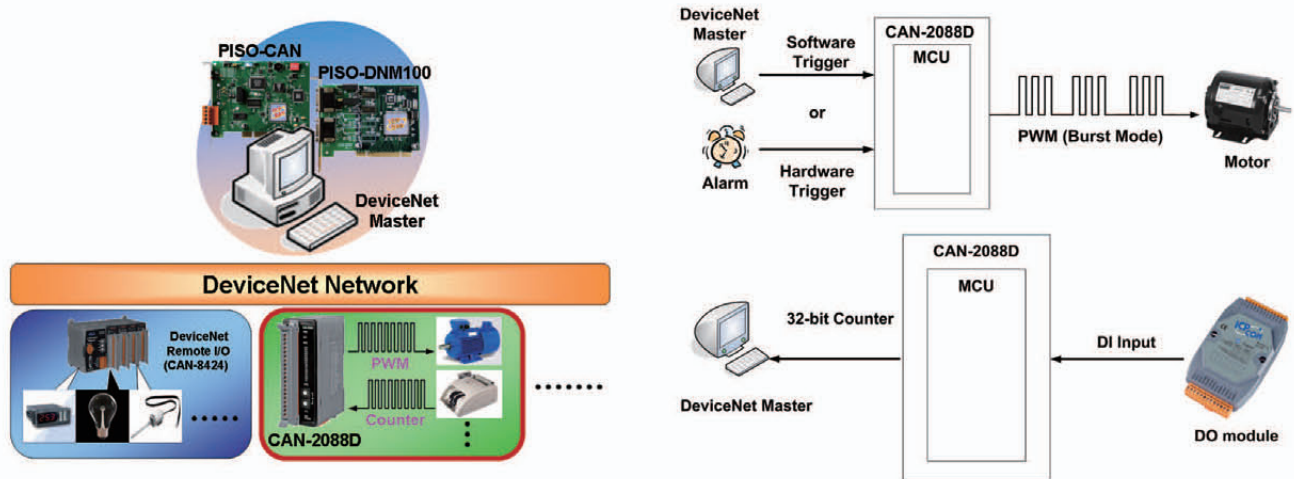 PISO-CAN
PISO-DNM100
DeviceNet
Master
DeviceNet Network
DeviceNet
Remote I/O
(CAN-8424)
PWM
Counter
CAN-2088D
DeviceNet
Master
Software
Trigger
or
Alarm
Hardware
Trigger
CAN-2088D
MCU
PWM (Burst Mode)
Motor
CAN-2088D
MCU
32-bit Counter
DI Input
DeviceNet Master
DO module